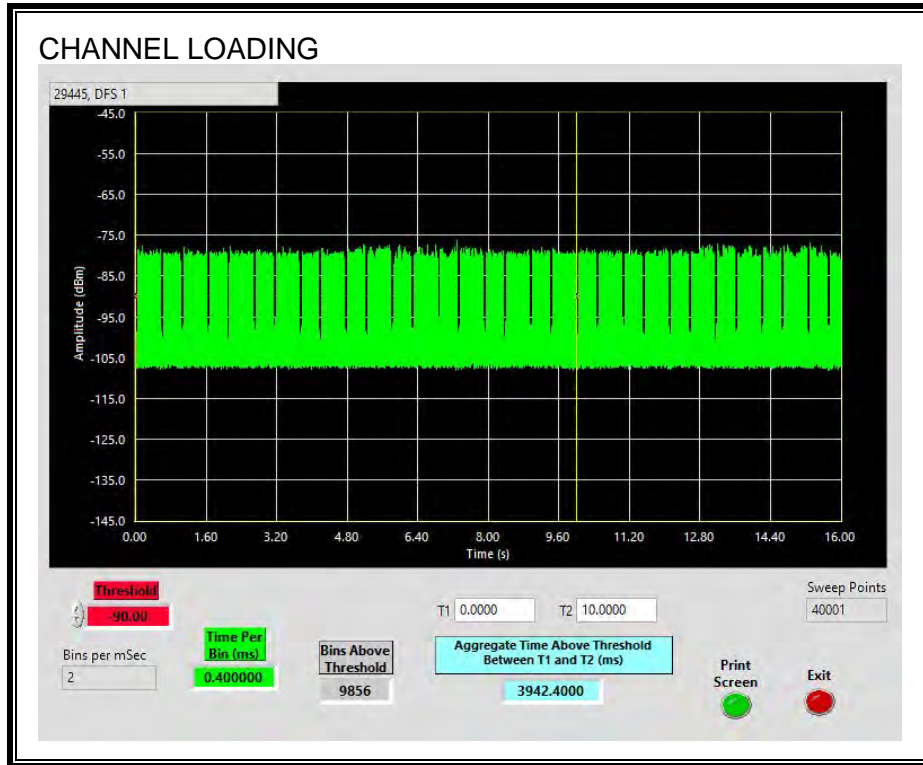 CHANNEL LOADING
29445, DFS 1
-45.0
-55.0
-65.0
-75.0
-85.0
-95.0
-105.0
-115.0
-125.0
-135.0
-145.0
Amplitude (dBm)
0.00 1.60 3.20 4.80 6.40 8.00 9.60 11.20 12.80 14.40 16.00
Time (s)
Threshold
-90.00
Bins per mSec
2
Time Per
Bin (ms)
0.400000
Bins Above
Threshold
9856
T1 0.0000 T2 10.0000
Aggregate Time Above Threshold
Between T1 and T2 (ms)
3942.4000
Sweep Points
40001
Print
Screen
Exit